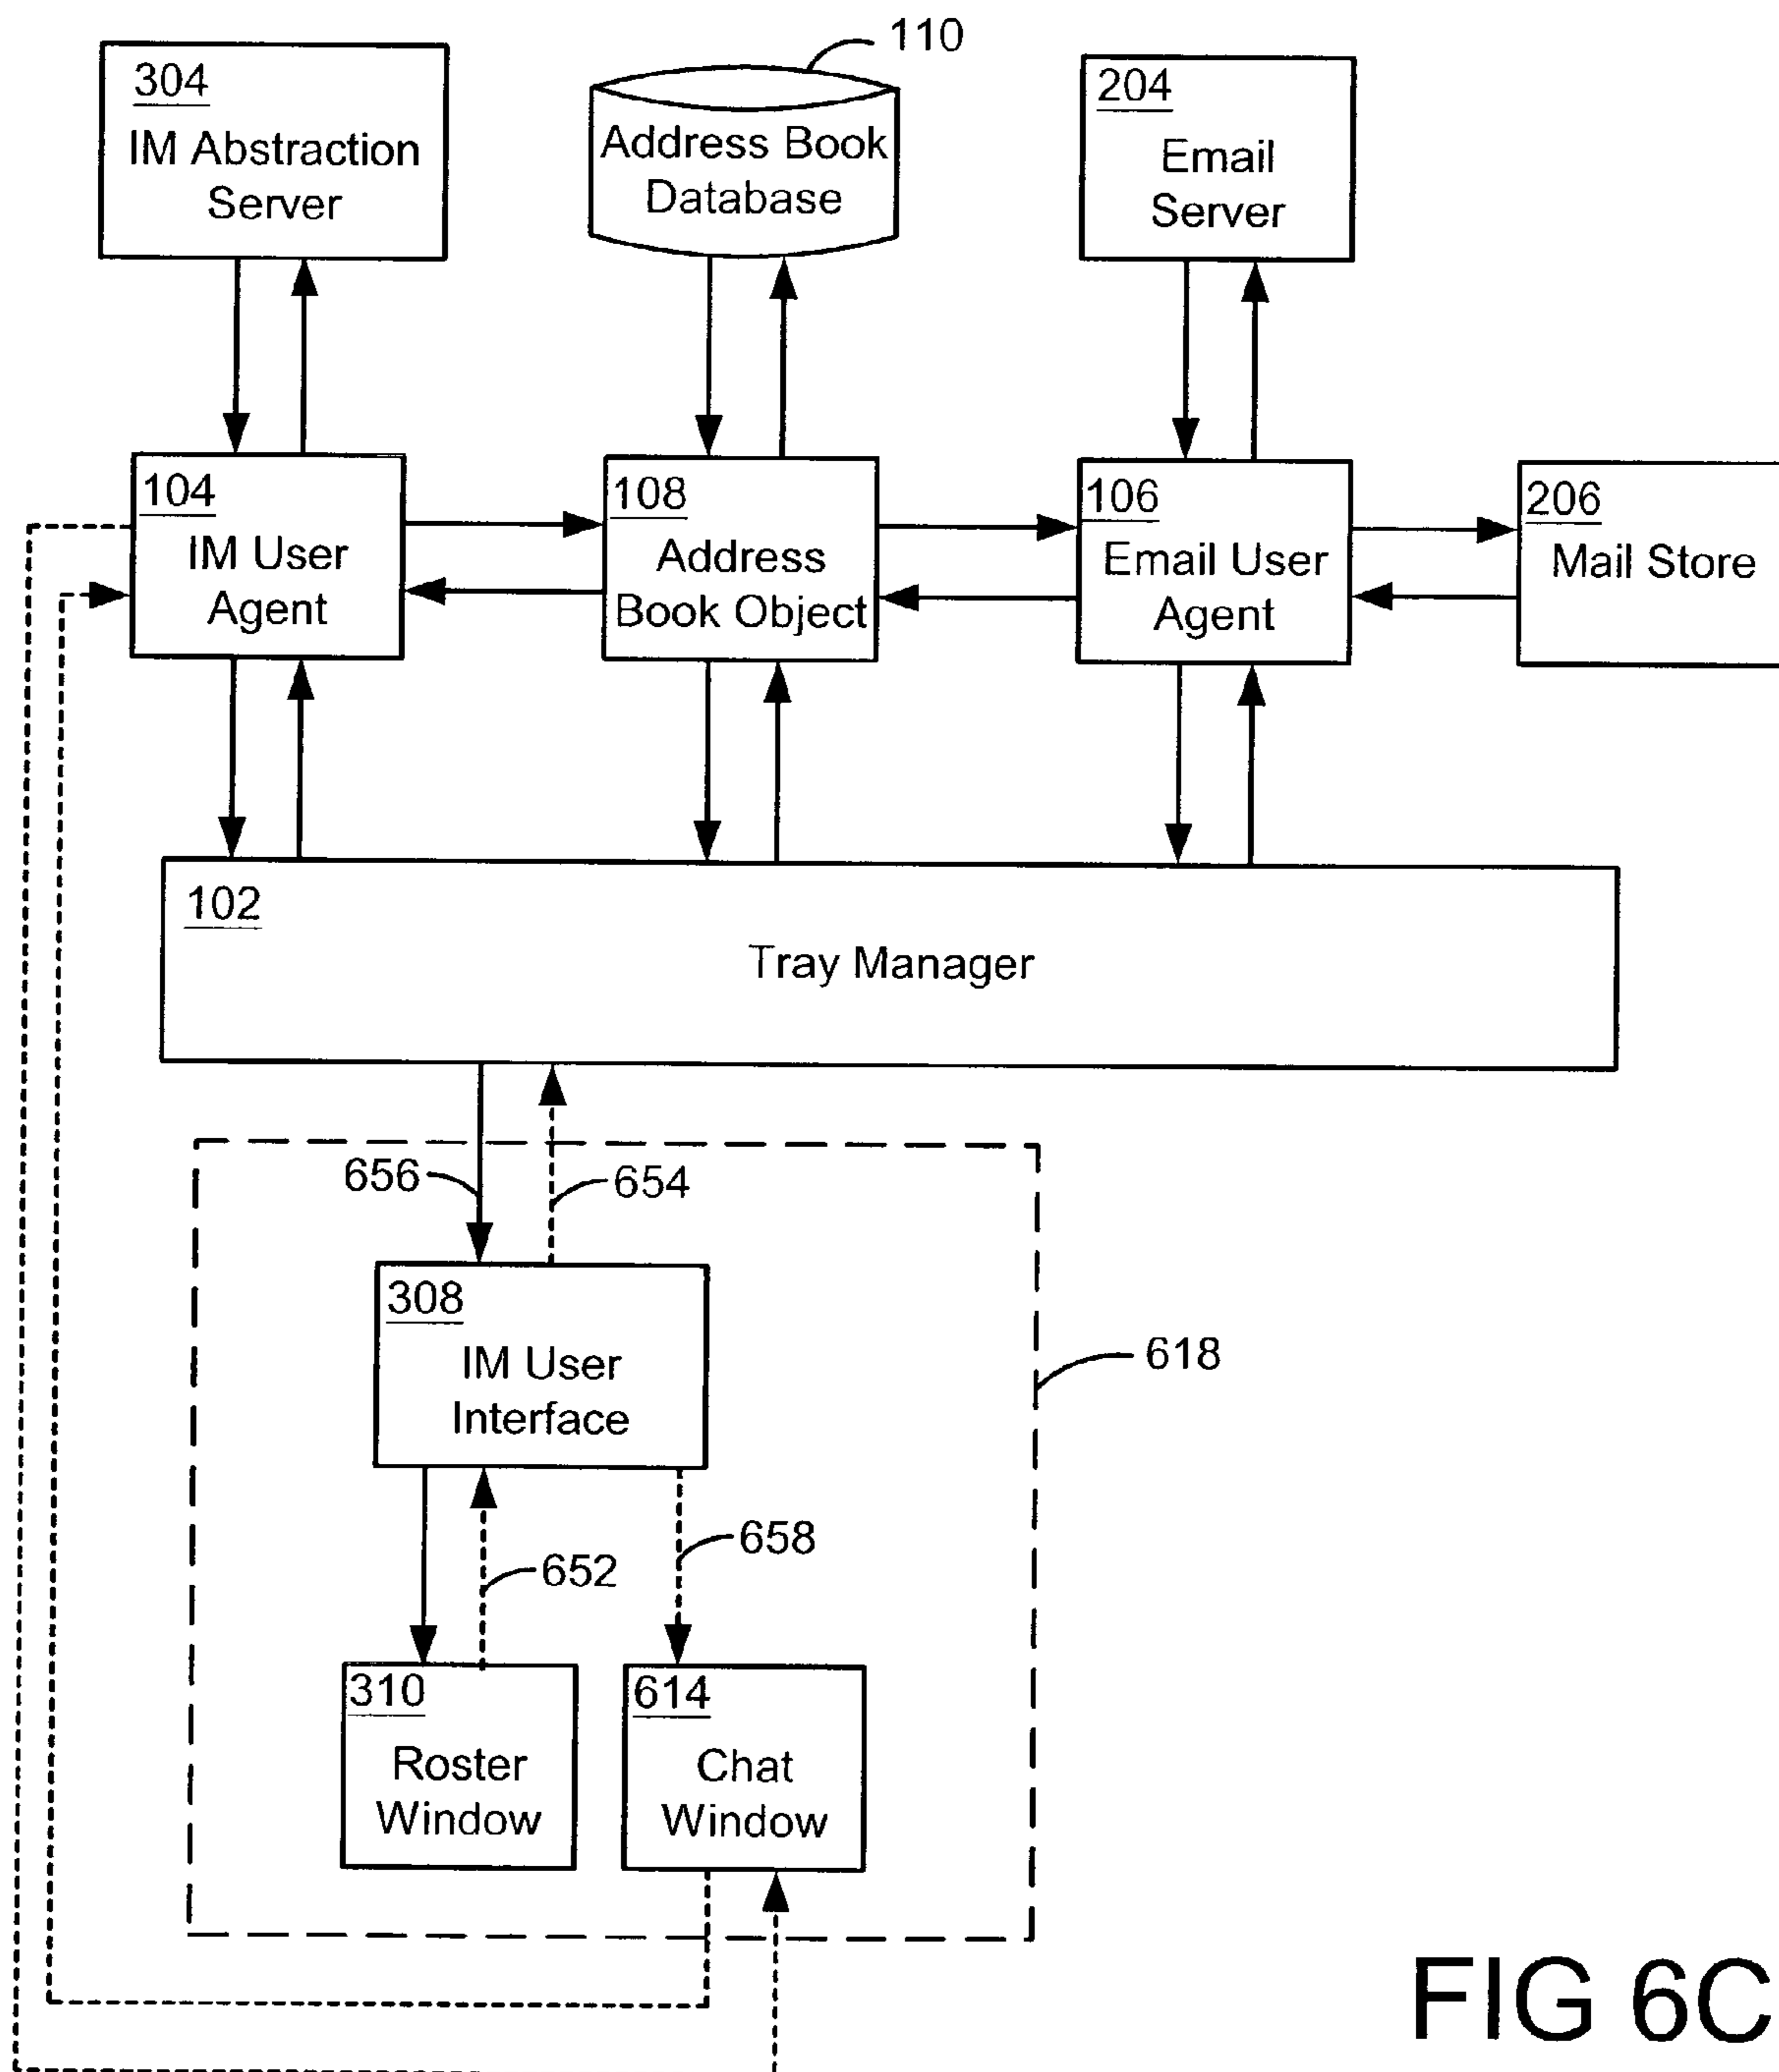 110
304
IM Abstraction
Server
Address Book
Database
204
Email
Server
104
IM User
Agent
108
Address
Book Object
106
Email User
Agent
206
Mail Store
102
Tray Manager
656
654
308
IM User
Interface
618
658
652
310
Roster
Window
614
Chat
Window
FIG 6C